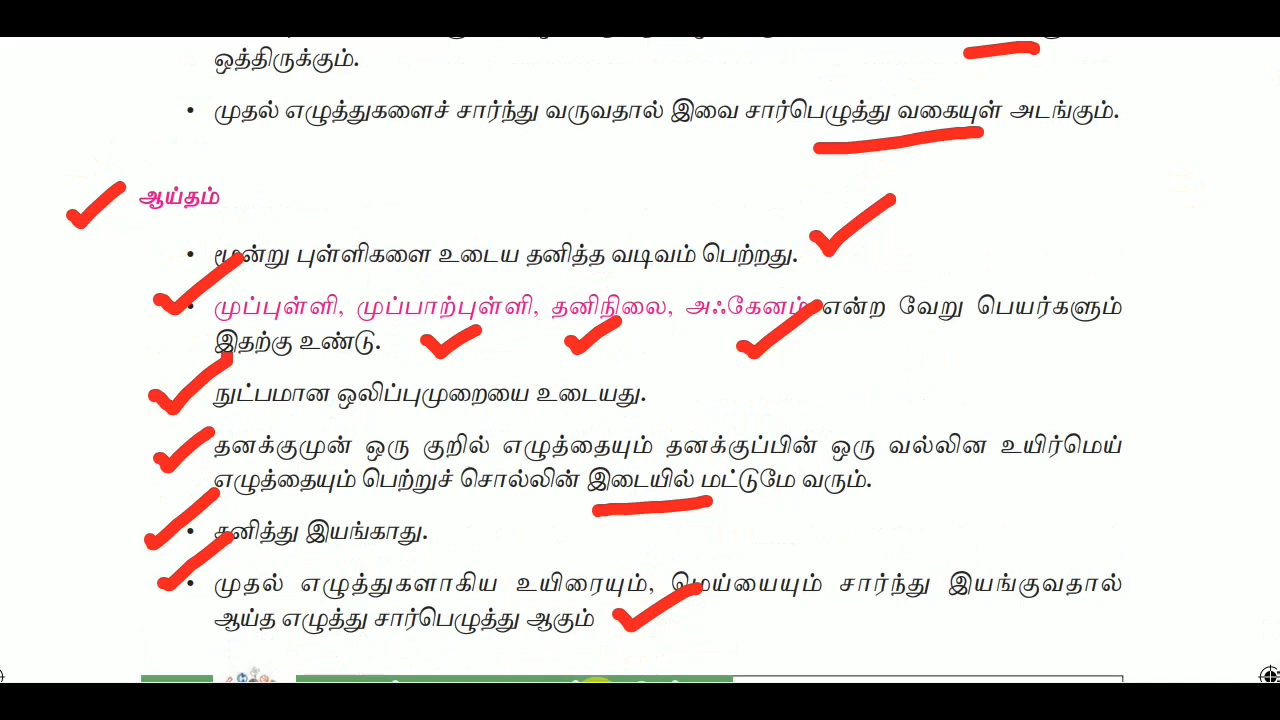 ஒத்திருக்கும்.
• முதல் எழுத்துகளைச் சார்ந்து வருவதால் இவை சார்பெழுத்து வகையுள் அடங்கும்.
ஆய்தம்
• மூன்று புள்ளிகளை உடைய தனித்த வடிவம் பெற்றது.
• முப்புள்ளி, முப்பாற்புள்ளி, தனிநிலை, அஃகேனம் என்ற வேறு பெயர்களும்
இதற்கு உண்டு.
நுட்பமான ஒலிப்புமுறையை உடையது.
தனக்குமுன் ஒரு குறில் எழுத்தையும் தனக்குப்பின் ஒரு வல்லின உயிர்மெய்
எழுத்தையும் பெற்றுச் சொல்லின் இடையில் மட்டுமே வரும்.
• தனித்து இயங்காது.
• முதல் எழுத்துகளாகிய உயிரையும், மெய்யையும் சார்ந்து இயங்குவதால்
ஆய்த எழுத்து சார்பெழுத்து ஆகும்